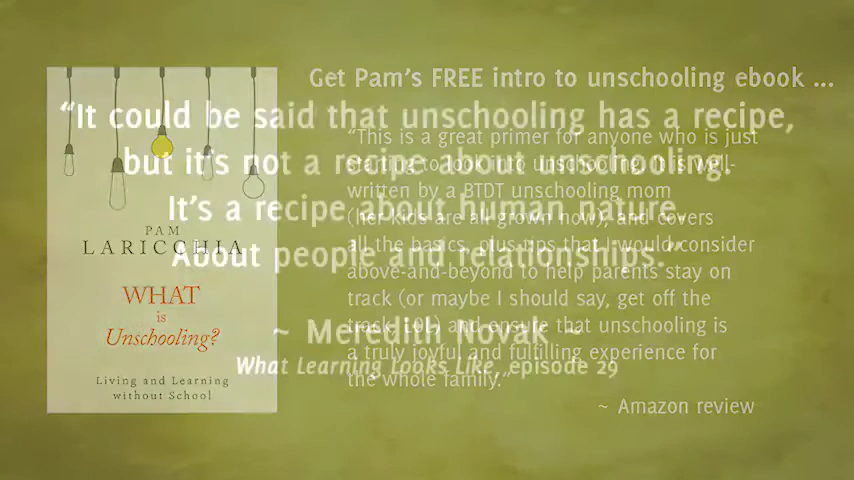 Get Pam's FREE intro to unschooling ebook ...
"It could be said that unschooling has a recipe,
but it's not a recipe about unschooling.
It's a recipe about human nature.
About people and relationships."
~ Meredith Novak ~
What Learning Looks Like, episode 29
"This is a great primer for anyone who is just
starting to look into unschooling. It is well-
written by a BTDT unschooling mom
(her kids are all grown now), and covers
all the basics, plus tips that I would consider
above-and-beyond to help parents stay on
track (or maybe I should say, get off the
track, LOL) and ensure that unschooling is
a truly joyful and fulfilling experience for
the whole family."
~ Amazon review
PAM
LARICCHIA
WHAT
is
Unschooling?
Living and Learning
without School